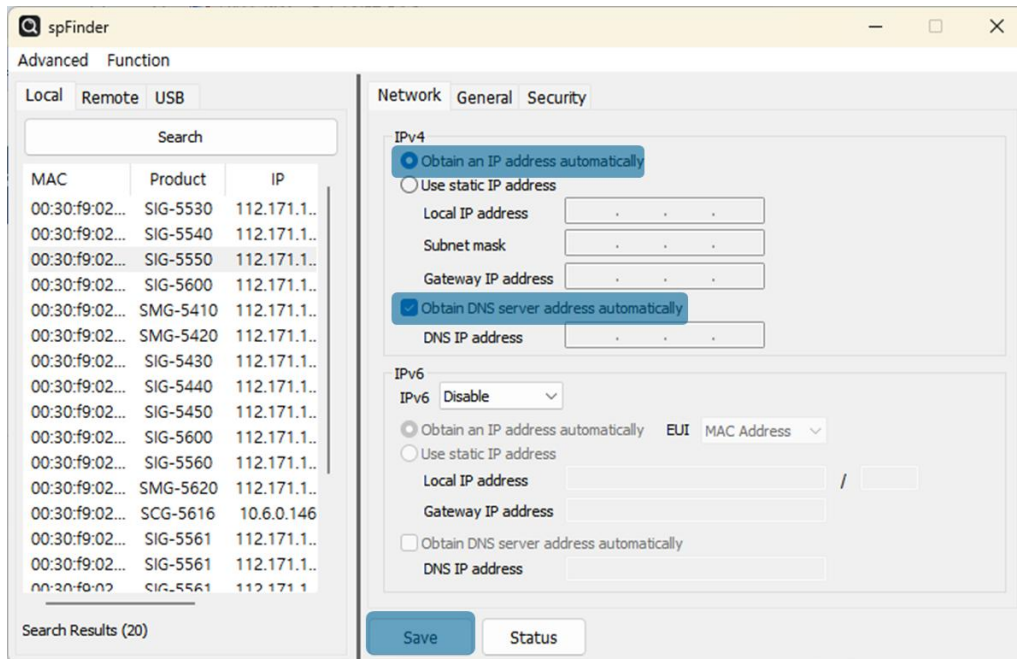 spFinder
Advanced Function
Local Remote USB
Search
MAC Product IP
00:30:f9:02... SIG-5530 112.171.1..
00:30:f9:02... SIG-5540 112.171.1..
00:30:f9:02... SIG-5550 112.171.1..
00:30:f9:02... SIG-5600 112.171.1..
00:30:f9:02... SMG-5410 112.171.1..
00:30:f9:02... SMG-5420 112.171.1..
00:30:f9:02... SIG-5430 112.171.1..
00:30:f9:02... SIG-5440 112.171.1..
00:30:f9:02... SIG-5450 112.171.1..
00:30:f9:02... SIG-5600 112.171.1..
00:30:f9:02... SIG-5560 112.171.1..
00:30:f9:02... SMG-5620 112.171.1..
00:30:f9:02... SCG-5616 10.6.0.146
00:30:f9:02... SIG-5561 112.171.1..
00:30:f9:02... SIG-5561 112.171.1..
00:30:f9:02 SIG-5561 112.171.1
Search Results (20)
Network General Security
IPv4
Obtain an IP address automatically
Use static IP address
Local IP address . . .
Subnet mask . . .
Gateway IP address . . .
Obtain DNS server address automatically
DNS IP address . . .
IPv6
IPv6 Disable
Obtain an IP address automatically EUI MAC Address
Use static IP address
Local IP address /
Gateway IP address
Obtain DNS server address automatically
DNS IP address
Save Status